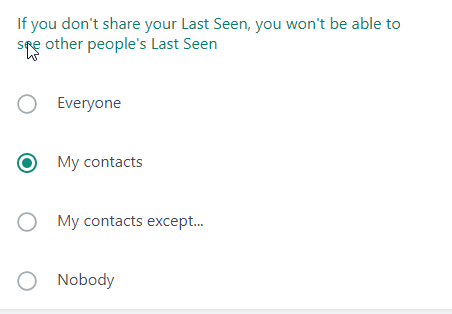 If you don't share your Last Seen, you won't be able to
see other people's Last Seen
Everyone
My contacts
My contacts except...
Nobody